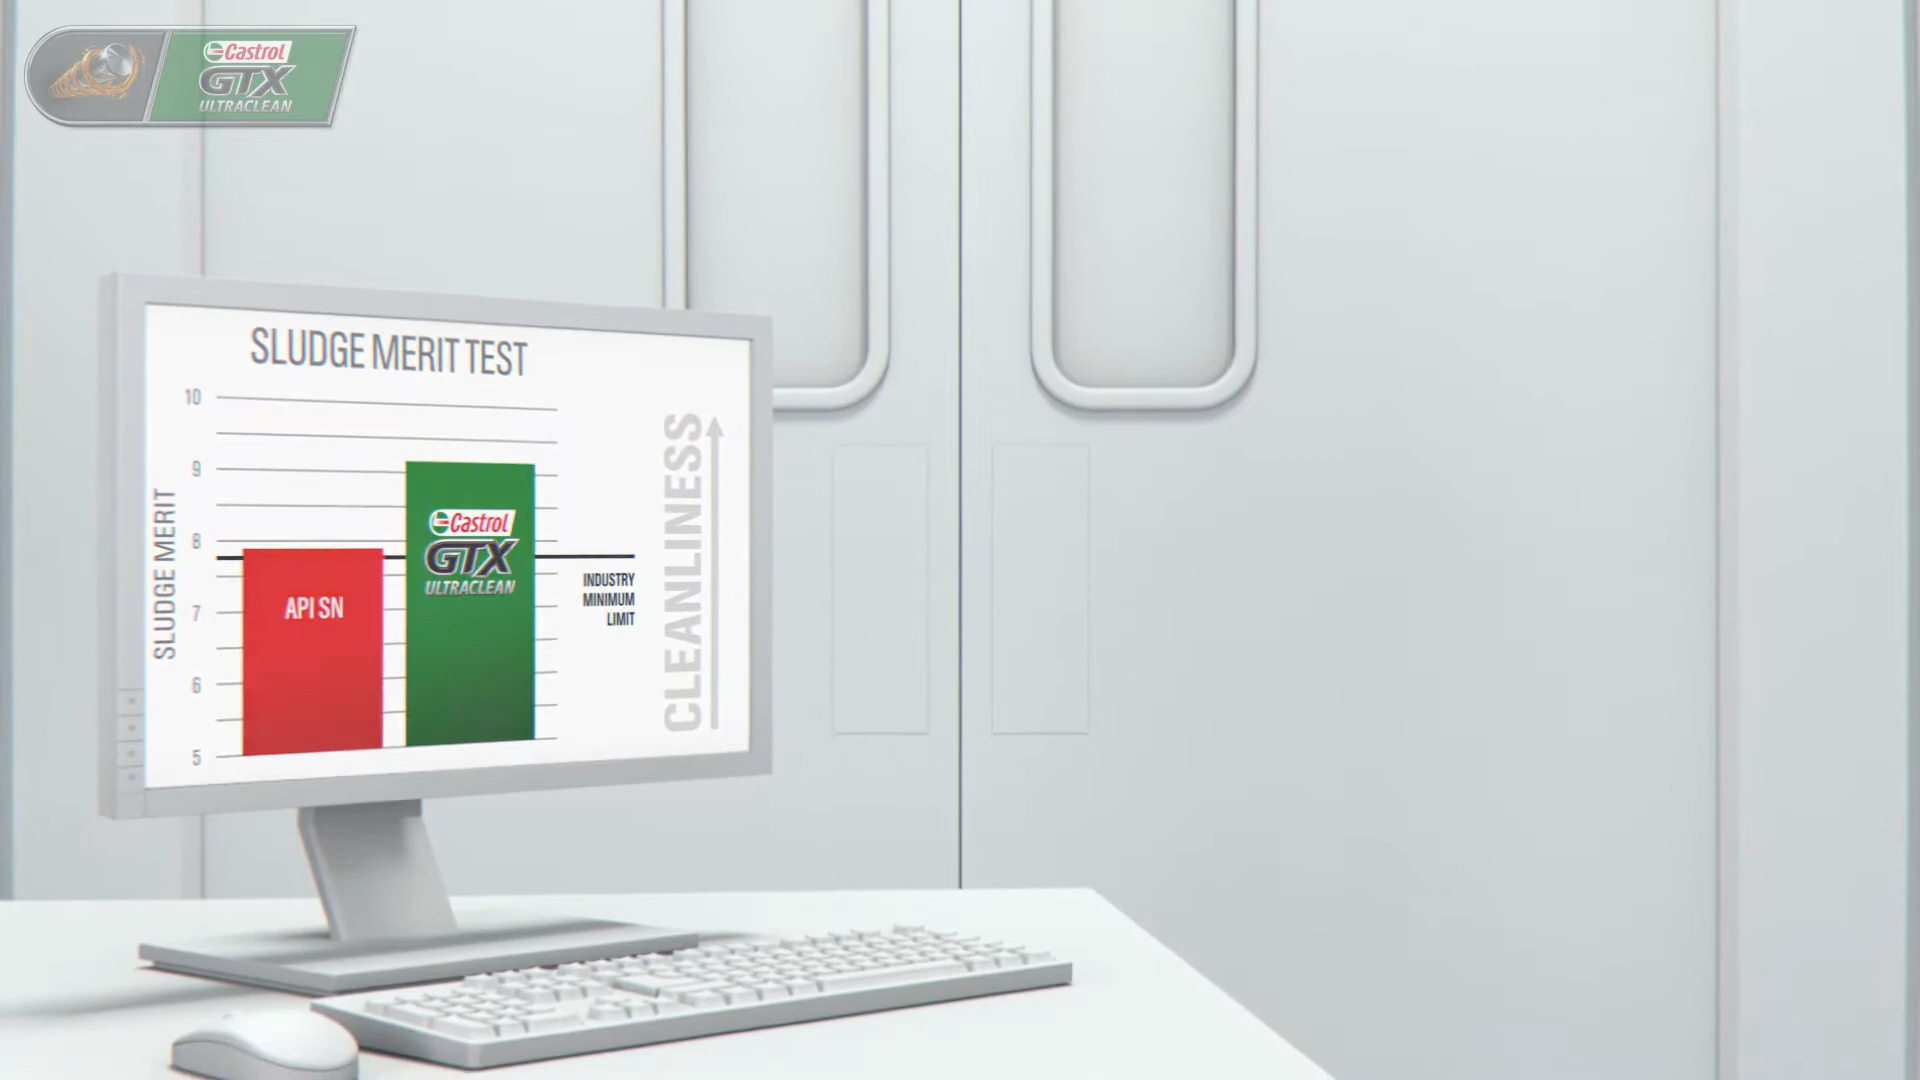 Castrol
GTX
ULTRACLEAN
SLUDGE MERIT TEST
10
9
8
7
6
5
SLUDGE MERIT
API SN
Castrol
GTX
ULTRACLEAN
INDUSTRY
MINIMUM
LIMIT
CLEANLINESS